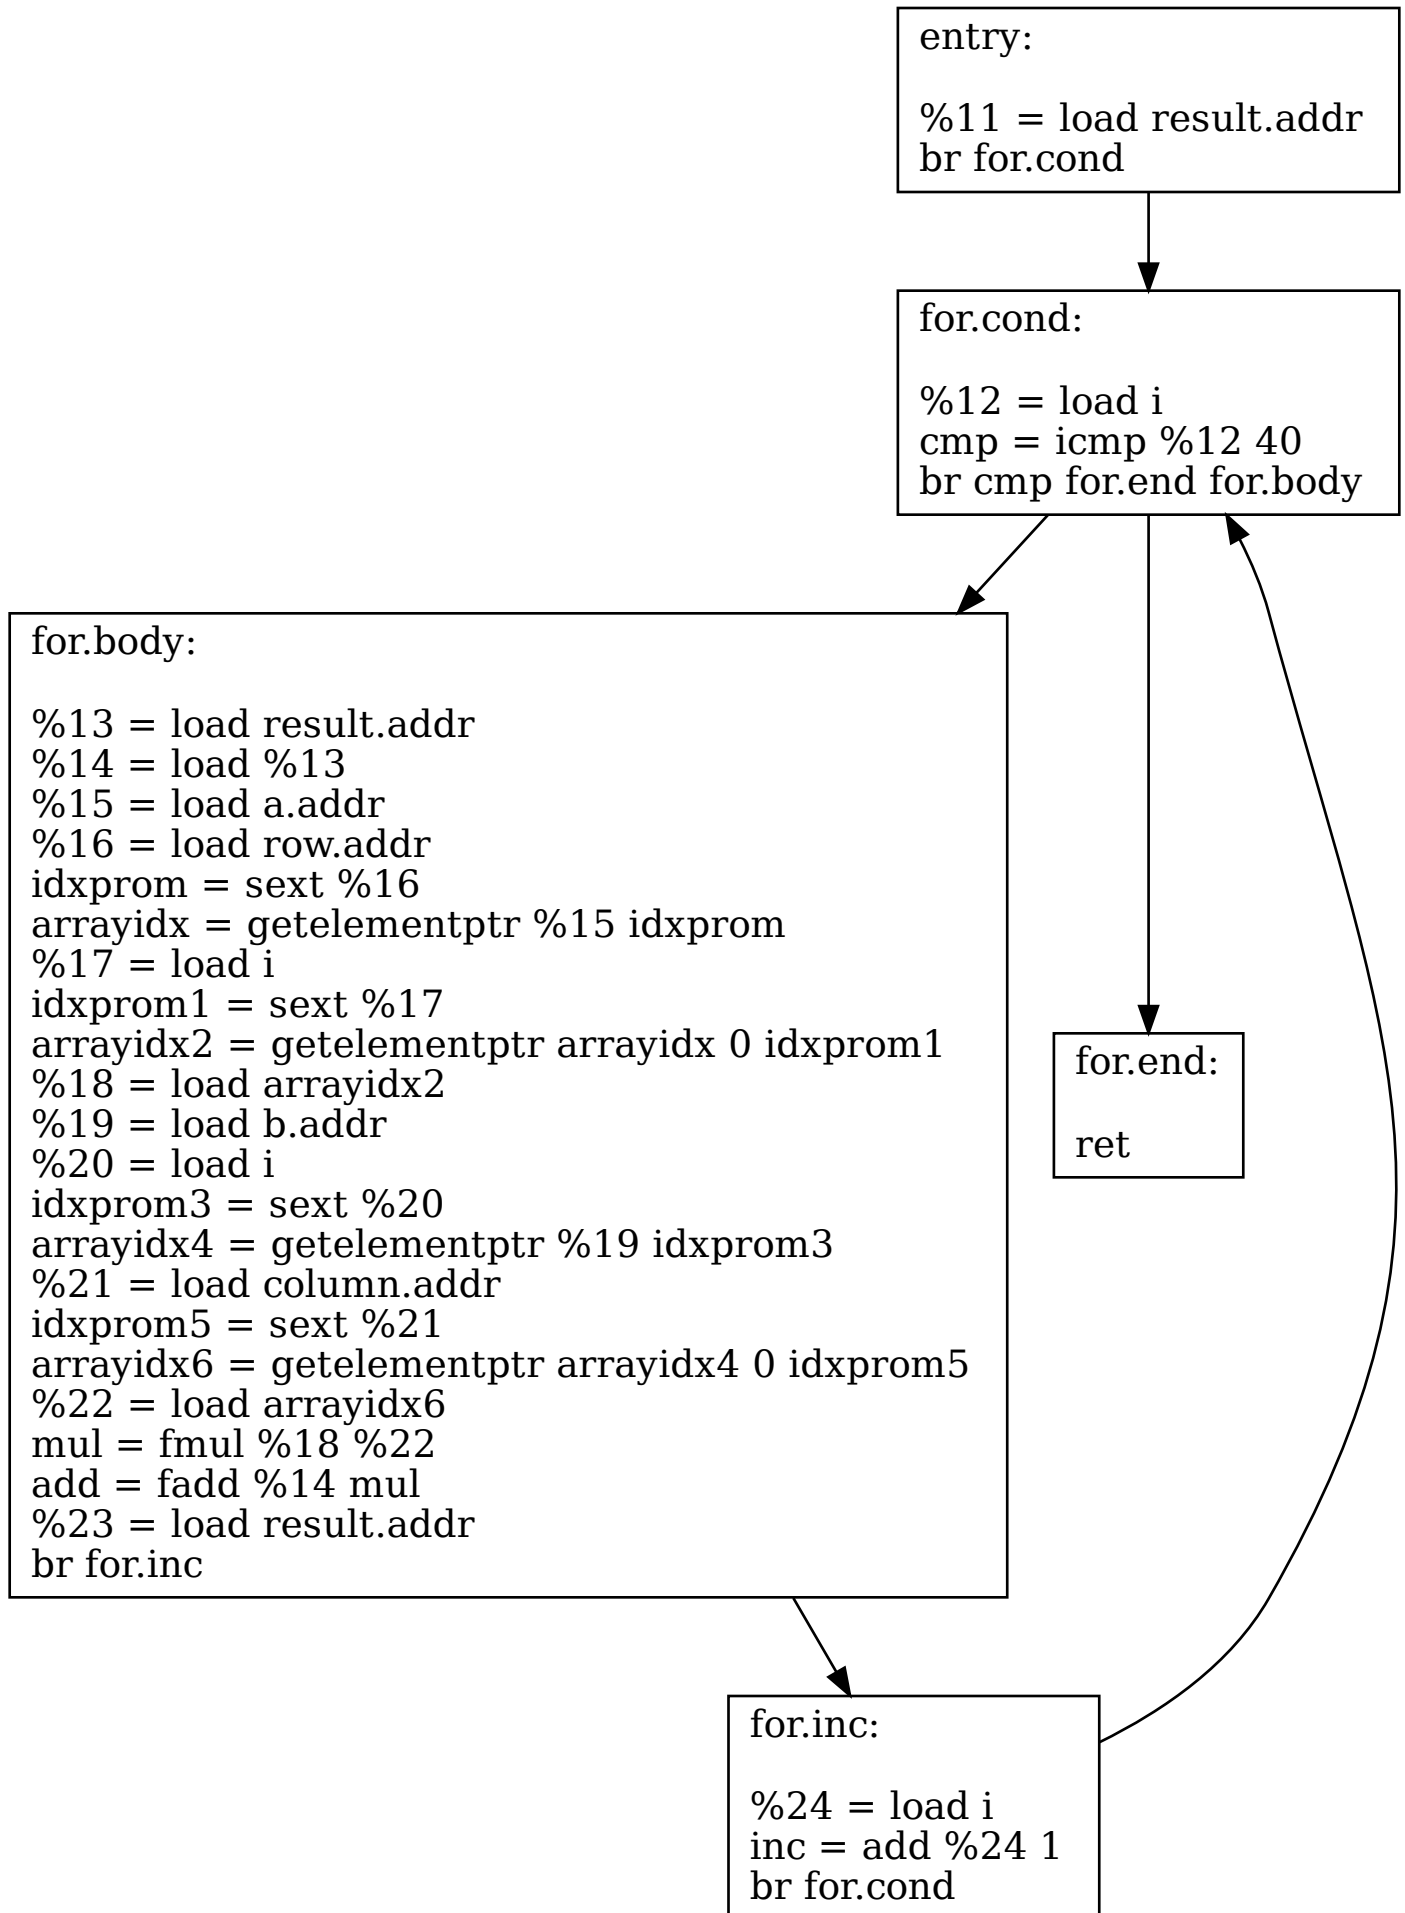 entry:
%11 = load result.addr
br for.cond
for.cond:
%12 = load i
cmp = icmp %12 40
br cmp for.end for.body
for.body:
%13 = load result.addr
%14 = load %13
%15 = load a.addr
%16 = load row.addr
idxprom = sext %16
arrayidx = getelementptr %15 idxprom
%17 = load i
idxprom1 = sext %17
arrayidx2 = getelementptr arrayidx 0 idxprom1
%18 = load arrayidx2
%19 = load b.addr
%20 = load i
idxprom3 = sext %20
arrayidx4 = getelementptr %19 idxprom3
%21 = load column.addr
idxprom5 = sext %21
arrayidx6 = getelementptr arrayidx4 0 idxprom5
%22 = load arrayidx6
mul = fmul %18 %22
add = fadd %14 mul
%23 = load result.addr
br for.inc
for.end:
ret
for.inc:
%24 = load i
inc = add %24 1
br for.cond